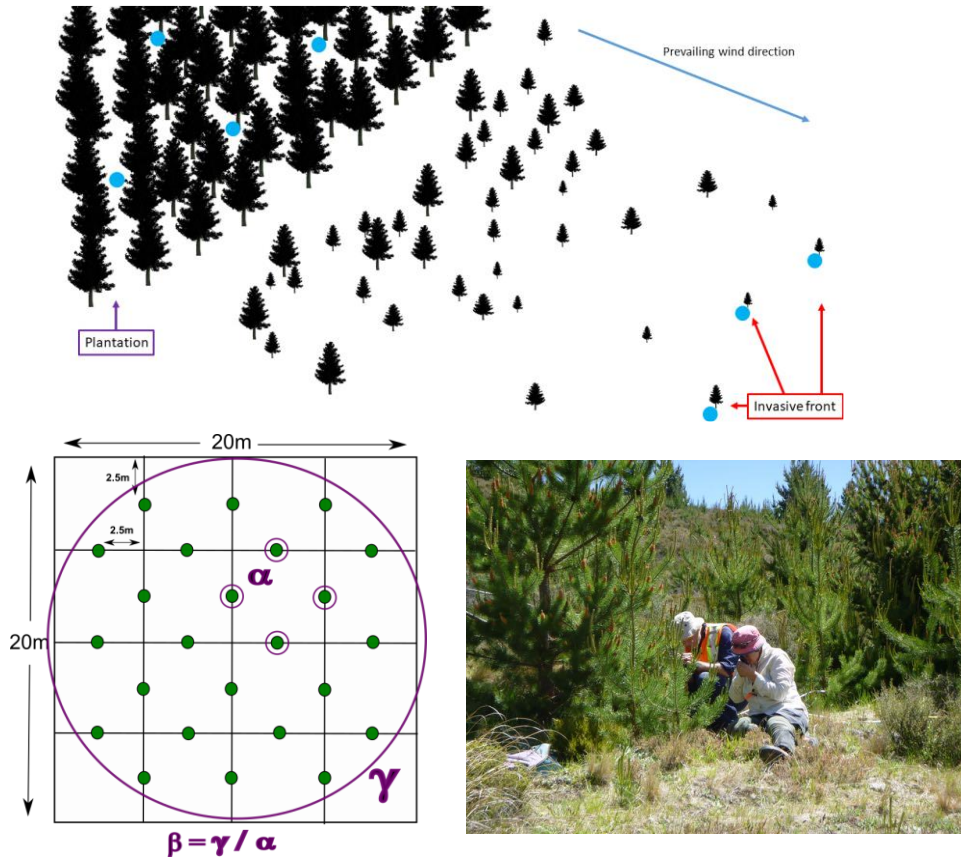 Prevailing wind direction
Plantation
Invasive front
20m
2.5m
2.5m
α
20m
γ
β = γ / α